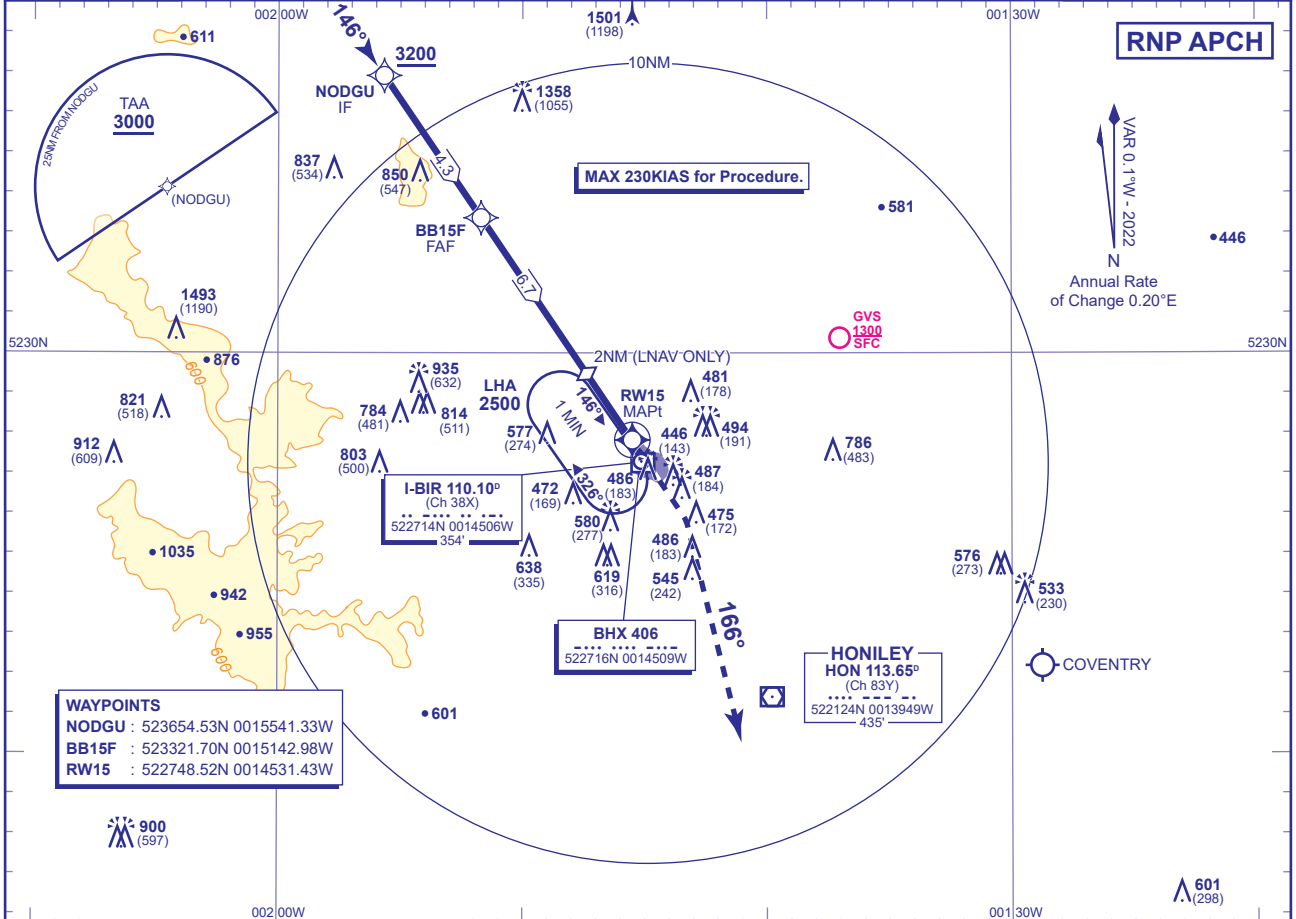 002 00W
001 30W
RNP APCH
611
146°
3200
NODGU
IF
1501
(1198)
10NM
1358
(1055)
TAA
3000
25NM FROM NODGU
(NODGU)
837
(534)
850
(547)
4.3
MAX 230KIAS for Procedure.
VAR 0.1°W - 2022
N
Annual Rate
of Change 0.20°E
581
446
BB15F
FAF
6.7
1493
(1190)
876
600
GVS
1300
SFC
5230N
5230N
2NM (LNAV ONLY)
935
(632)
LHA
2500
146°
1 MIN
RW15
MAPt
481
(178)
821
(518)
784
(481)
814
(511)
577
(274)
494
(191)
912
(609)
803
(500)
446
(143)
786
(483)
I-BIR 110.10ᴰ
(Ch 38X)
·· -··· ·· ·-·
522714N 0014506W
354'
472
(169)
326°
486
(183)
487
(184)
580
(277)
475
(172)
1035
638
(335)
619
(316)
486
(183)
545
(242)
576
(273)
533
(230)
942
955
600
166°
BHX 406
-··· ···· -··-
522716N 0014509W
HONILEY
HON 113.65ᴰ
(Ch 83Y)
···· --- -·
522124N 0013949W
435'
COVENTRY
601
WAYPOINTS
NODGU : 523654.53N 0015541.33W
BB15F : 523321.70N 0015142.98W
RW15 : 522748.52N 0014531.43W
900
(597)
601
(298)
002 00W
001 30W